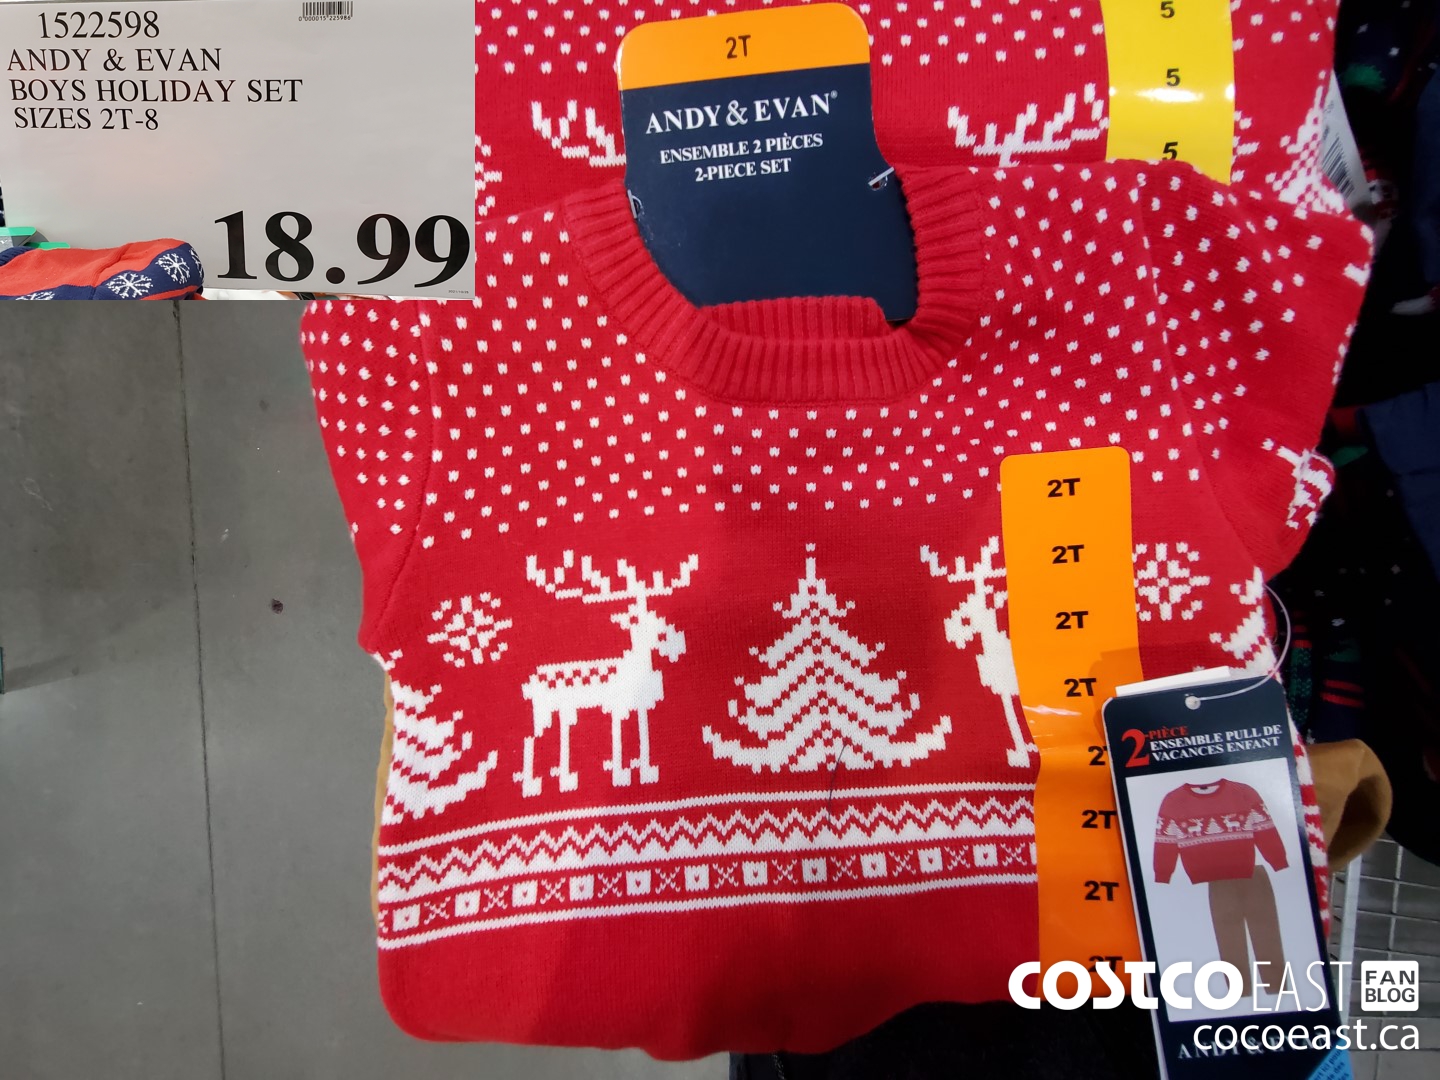 1522598
ANDY & EVAN
BOYS HOLIDAY SET
SIZES 2T-8
18.99
2T
ANDY & EVAN®
ENSEMBLE 2 PIÈCES
2-PIECE SET
5
5
5
2T
2T
2T
2T
2T
2T
2T
2T
2-PIÈCE
ENSEMBLE PULL DE
VACANCES ENFANT
COSTCO EAST FAN BLOG
cocoeast.ca